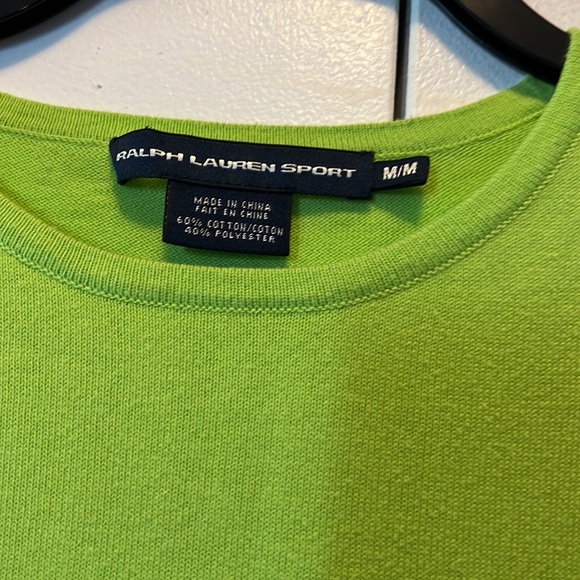 RALPH LAUREN SPORT
M/M
MADE IN CHINA
FAIT EN CHINE
60% COTTON/COTON
40% POLYESTER